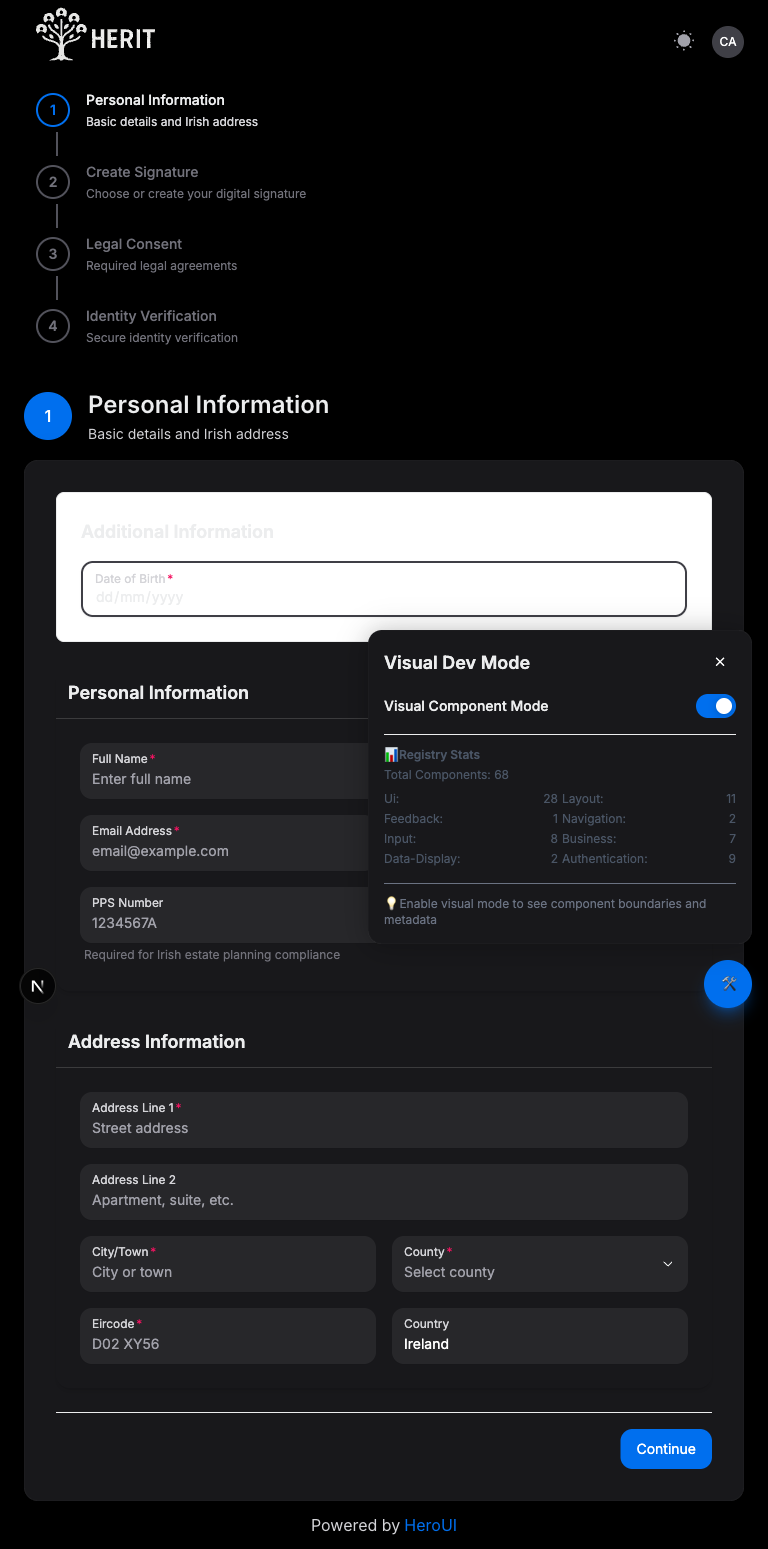 HERIT
CA
1
Personal Information
Basic details and Irish address
2
Create Signature
Choose or create your digital signature
3
Legal Consent
Required legal agreements
4
Identity Verification
Secure identity verification
1
Personal Information
Basic details and Irish address
Additional Information
Date of Birth*
dd/mm/yyyy
Visual Dev Mode
Visual Component Mode
📊Registry Stats
Total Components: 68
Ui: 28 Layout: 11
Feedback: 1 Navigation: 2
Input: 8 Business: 7
Data-Display: 2 Authentication: 9
💡Enable visual mode to see component boundaries and
metadata
Personal Information
Full Name*
Enter full name
Email Address*
email@example.com
PPS Number
1234567A
Required for Irish estate planning compliance
N
Address Information
Address Line 1*
Street address
Address Line 2
Apartment, suite, etc.
City/Town*
City or town
County*
Select county
Eircode*
D02 XY56
Country
Ireland
Continue
Powered by HeroUI